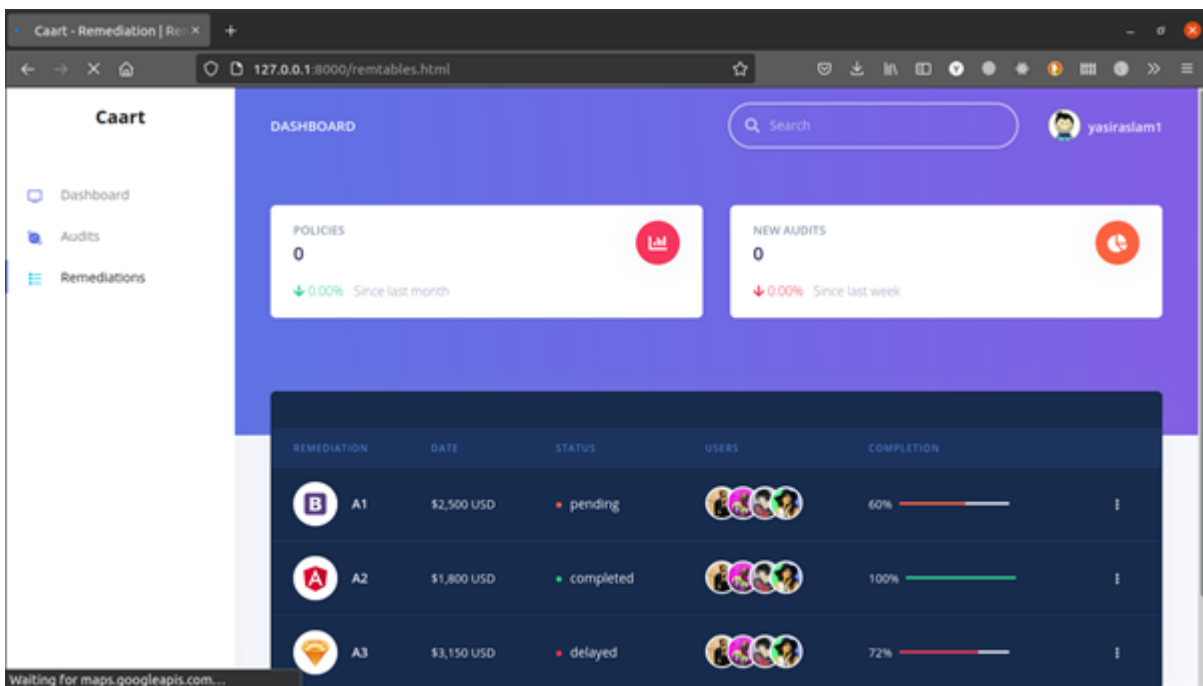 Caart - Remediation | Re
127.0.0.1:8000/remtables.html
Caart
DASHBOARD
Search
yasiraslam1
Dashboard
Audits
Remediations
POLICIES
0
0.00% Since last month
NEW AUDITS
0
0.00% Since last week
REMEDIATION DATE STATUS USERS COMPLETION
B A1 $2,500 USD pending 60%
A A2 $1,800 USD completed 100%
A3 $3,150 USD delayed 72%
Waiting for maps.googleapis.com...